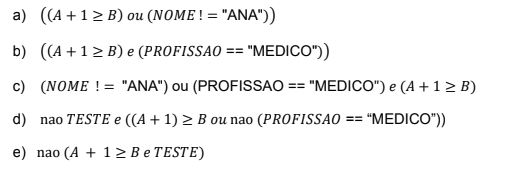 a) ((A + 1 ≥ B) ou (NOME ! = "ANA"))
b) ((A + 1 ≥ B) e (PROFISSAO == "MEDICO"))
c) (NOME ! = "ANA") ou (PROFISSAO == "MEDICO") e (A + 1 ≥ B)
d) nao TESTE e ((A + 1) ≥ B ou nao (PROFISSAO == “MEDICO”))
e) nao (A + 1 ≥ B e TESTE)